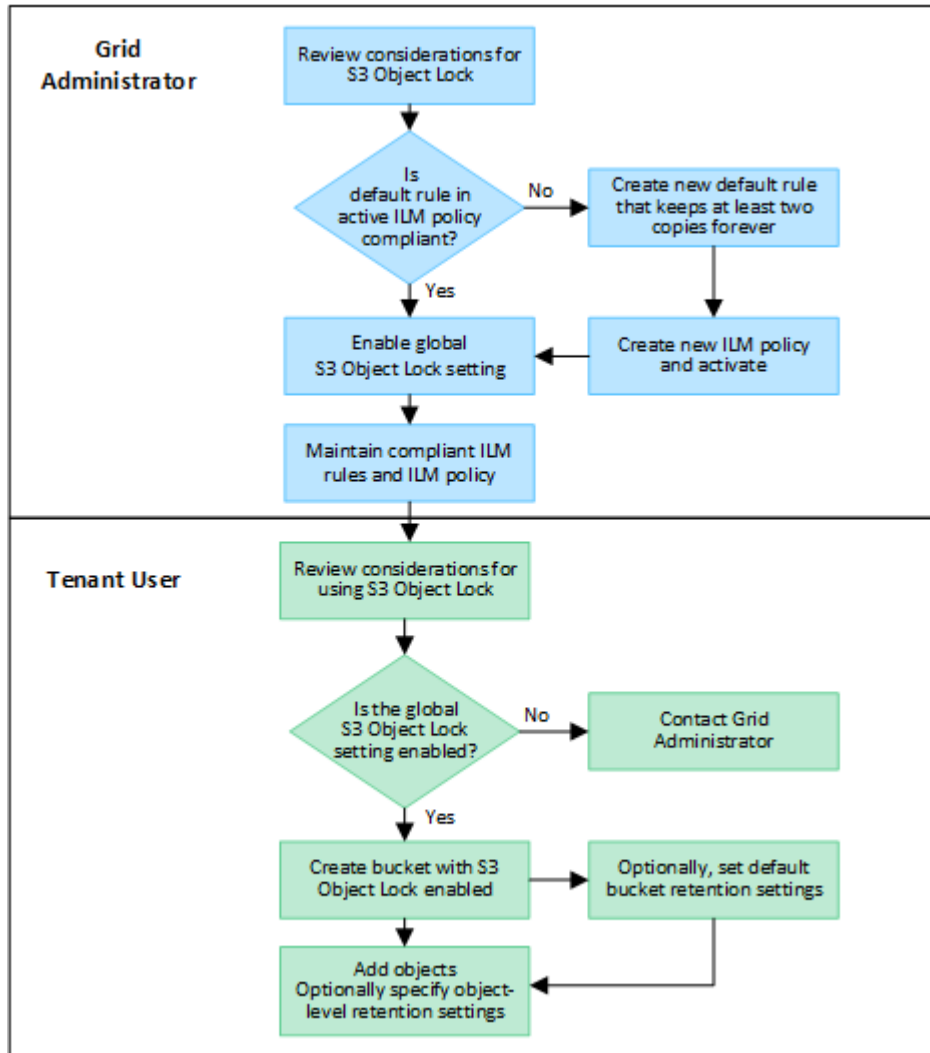 Grid
Administrator
Review considerations for
S3 Object Lock
Is
default rule in
active ILM policy
compliant?
No
Create new default rule
that keeps at least two
copies forever
Yes
Enable global
S3 Object Lock setting
Create new ILM policy
and activate
Maintain compliant ILM
rules and ILM policy
Tenant User
Review considerations for
using S3 Object Lock
Is the global
S3 Object Lock
setting enabled?
No
Contact Grid
Administrator
Yes
Create bucket with S3
Object Lock enabled
Optionally, set default
bucket retention settings
Add objects
Optionally specify object-
level retention settings